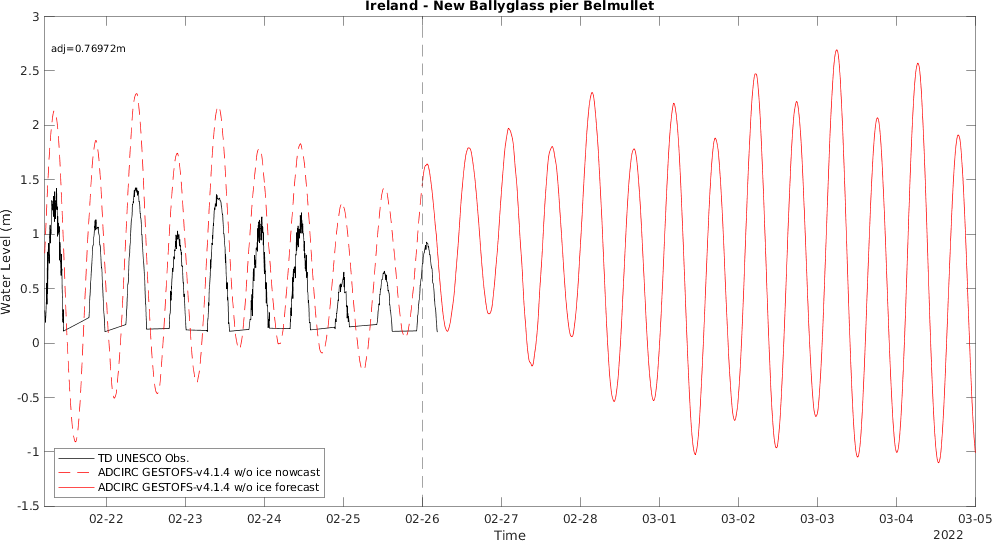 Ireland - New Ballyglass pier Belmullet
adj=0.76972m
3
2.5
2
1.5
1
0.5
0
-0.5
-1
-1.5
Water Level (m)
TD UNESCO Obs.
ADCIRC GESTOFS-v4.1.4 w/o ice nowcast
ADCIRC GESTOFS-v4.1.4 w/o ice forecast
02-22 02-23 02-24 02-25 02-26 02-27 02-28 03-01 03-02 03-03 03-04 03-05
Time
2022